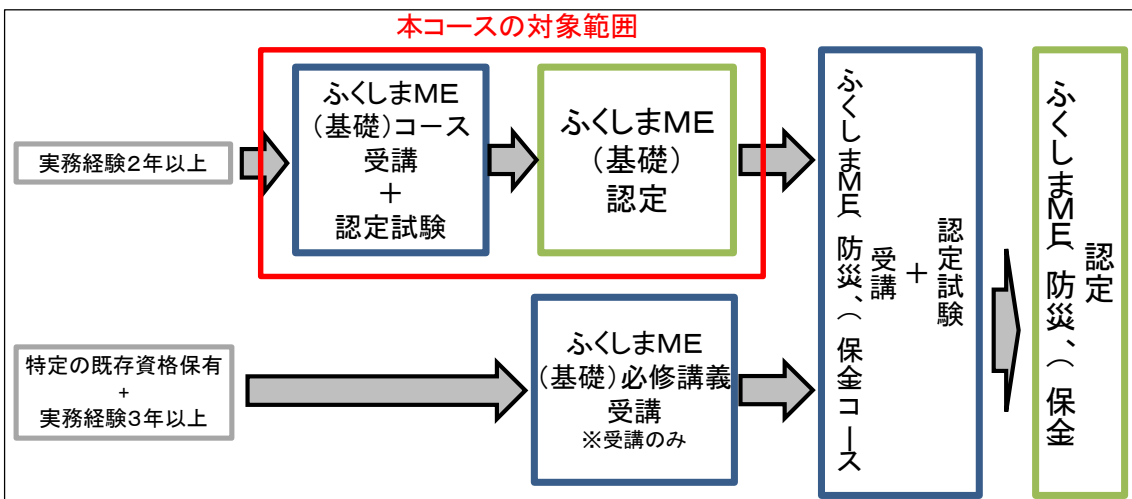 本コースの対象範囲
実務経験２年以上
ふくしまＭＥ
（基礎）コース
受講
＋
認定試験
ふくしまＭＥ
（基礎）
認定
特定の既存資格保有
+
実務経験３年以上
ふくしまＭＥ
（基礎）必修講義
受講
※受講のみ
認定試験
＋
受講
ふくしまＭＥ（防災、（保全）コース
認定
ふくしまＭＥ（防災、（保全）